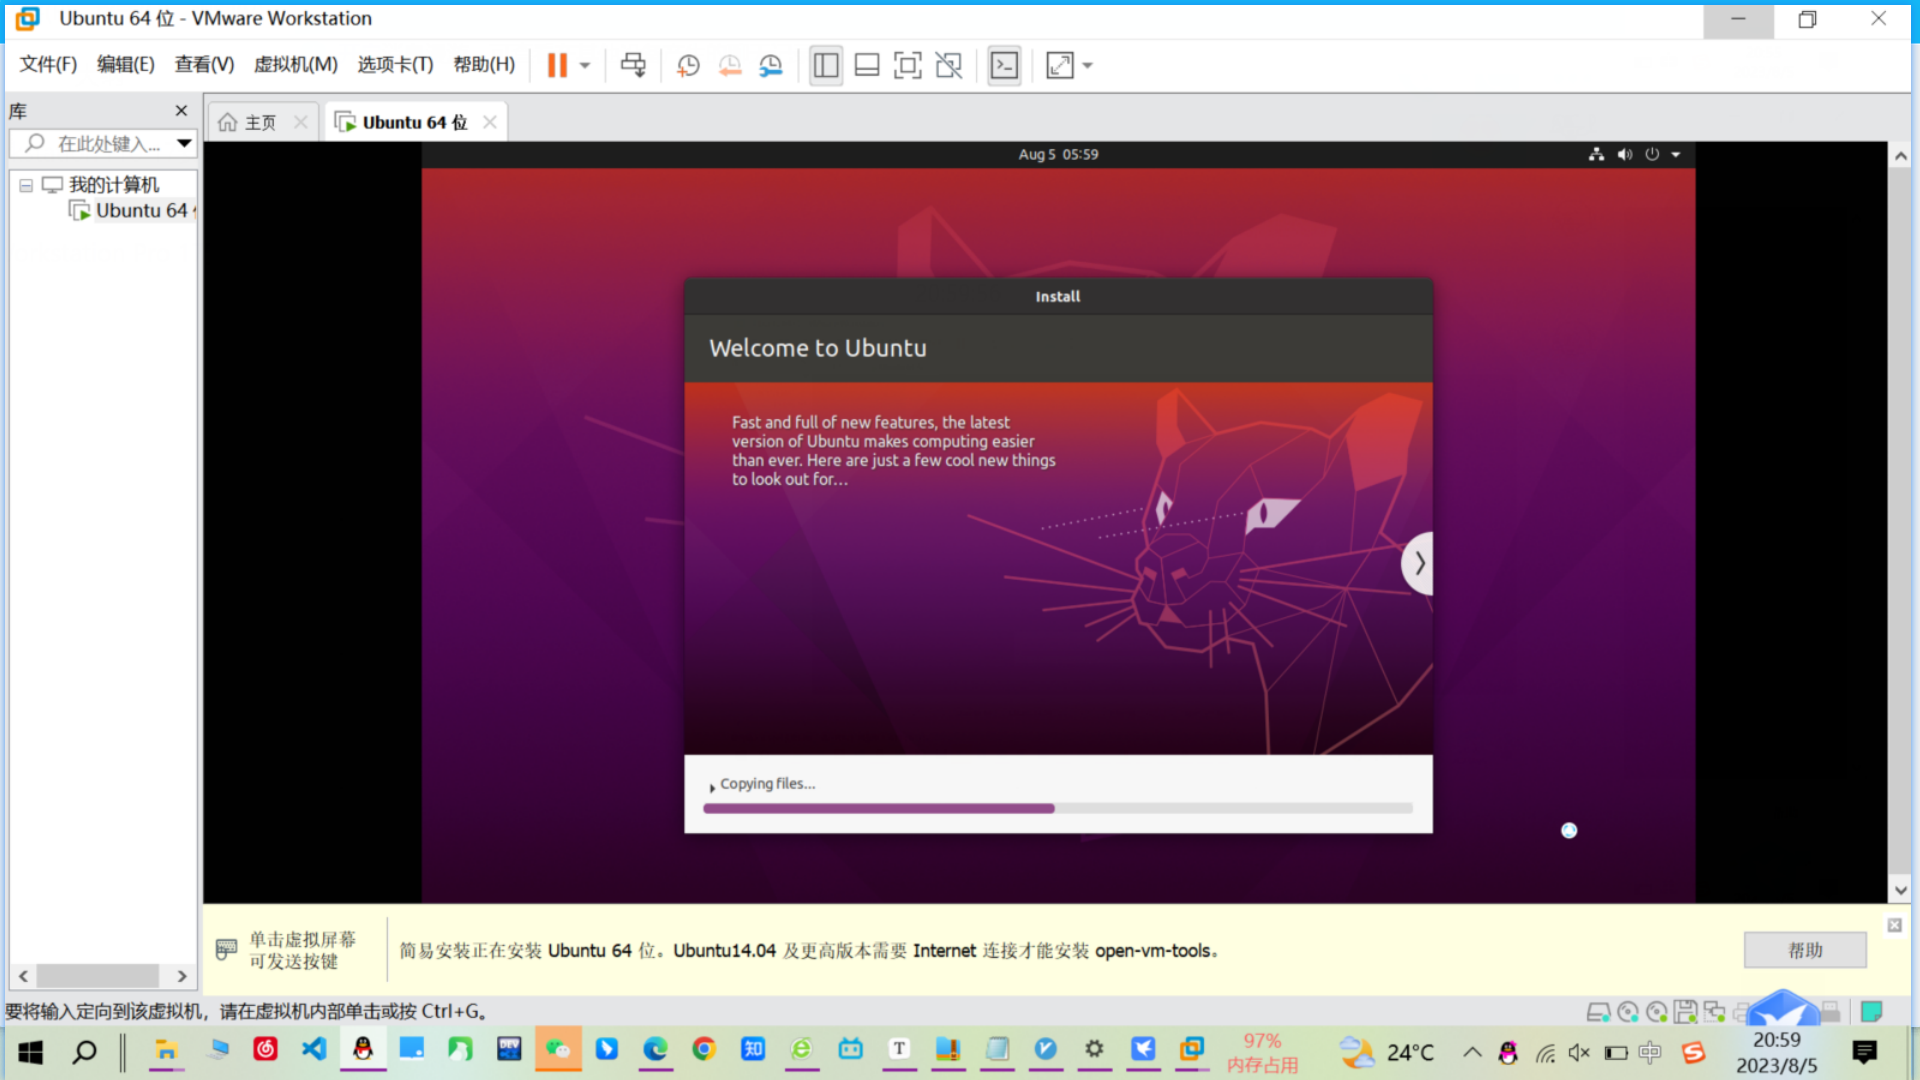 Ubuntu 64 位 - VMware Workstation
文件(F) 编辑(E) 查看(V) 虚拟机(M) 选项卡(T) 帮助(H)
库
在此处键入...
主页
Ubuntu 64 位
我的计算机
Ubuntu 64
Aug 5 05:59
Install
Welcome to Ubuntu
Fast and full of new features, the latest
version of Ubuntu makes computing easier
than ever. Here are just a few cool new things
to look out for...
Copying files...
单击虚拟屏幕
可发送按键
简易安装正在安装 Ubuntu 64 位。Ubuntu14.04 及更高版本需要 Internet 连接才能安装 open-vm-tools。
帮助
要将输入定向到该虚拟机，请在虚拟机内部单击或按 Ctrl+G。
DEV
知
T
97%
内存占用
24°C
中
20:59
2023/8/5